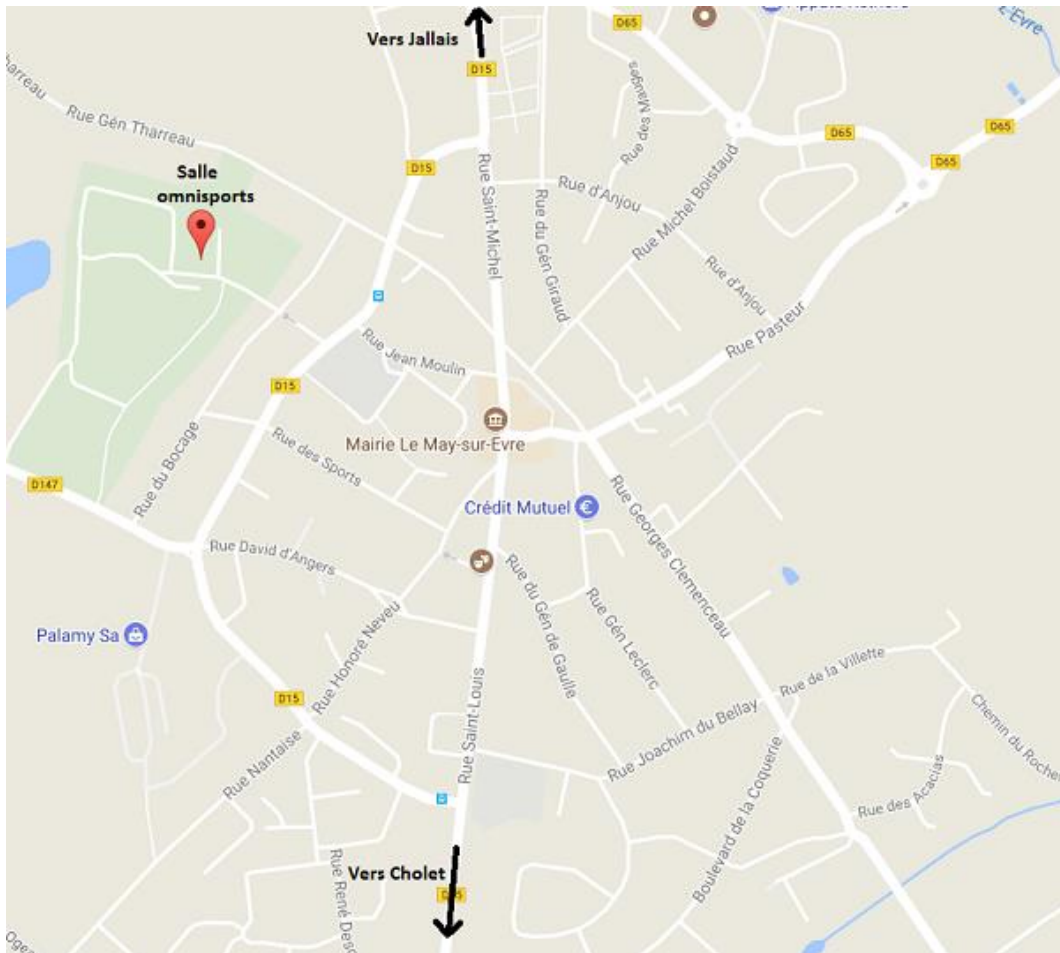 L'Evre
D65
Vers Jallais
D15
Rue des Mauges
Tharreau
Rue Gén Tharreau
D65
D65
D65
D15
Rue Saint-Michel
Rue d'Anjou
Rue Michel Boistaud
Salle
omnisports
Rue du Gén Giraud
Rue d'Anjou
Rue Pasteur
Rue Jean Moulin
D15
Mairie Le May-sur-Evre
Rue des Sports
Rue du Bocage
D147
Crédit Mutuel
Rue Georges Clemenceau
Rue David d'Angers
Rue du Gén de Gaulle
Rue Gén Leclerc
Palamy Sa
Rue Honoré Neveu
Rue de la Villette
D15
Rue Saint-Louis
Rue Joachim du Bellay
Chemin du Rocher
Rue Nantaise
Rue des Acacias
Boulevard de la Coquerie
Vers Cholet
Rue René Desc